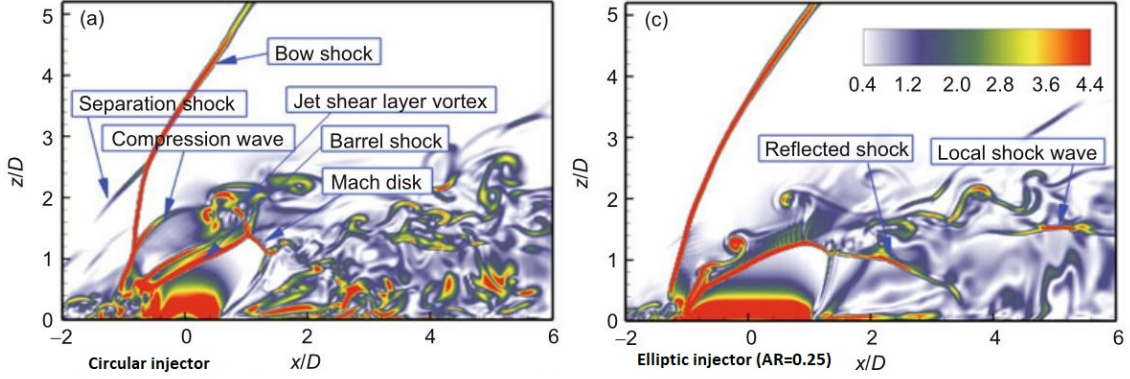 (a)
Bow shock
Separation shock
Jet shear layer vortex
Compression wave
Barrel shock
Mach disk
z/D
5
4
3
2
1
0
−2
0
2
4
6
Circular injector
x/D
(c)
0.4 1.2 2.0 2.8 3.6 4.4
Reflected shock
Local shock wave
z/D
5
4
3
2
1
0
−2
0
2
4
6
Elliptic injector (AR=0.25)
x/D